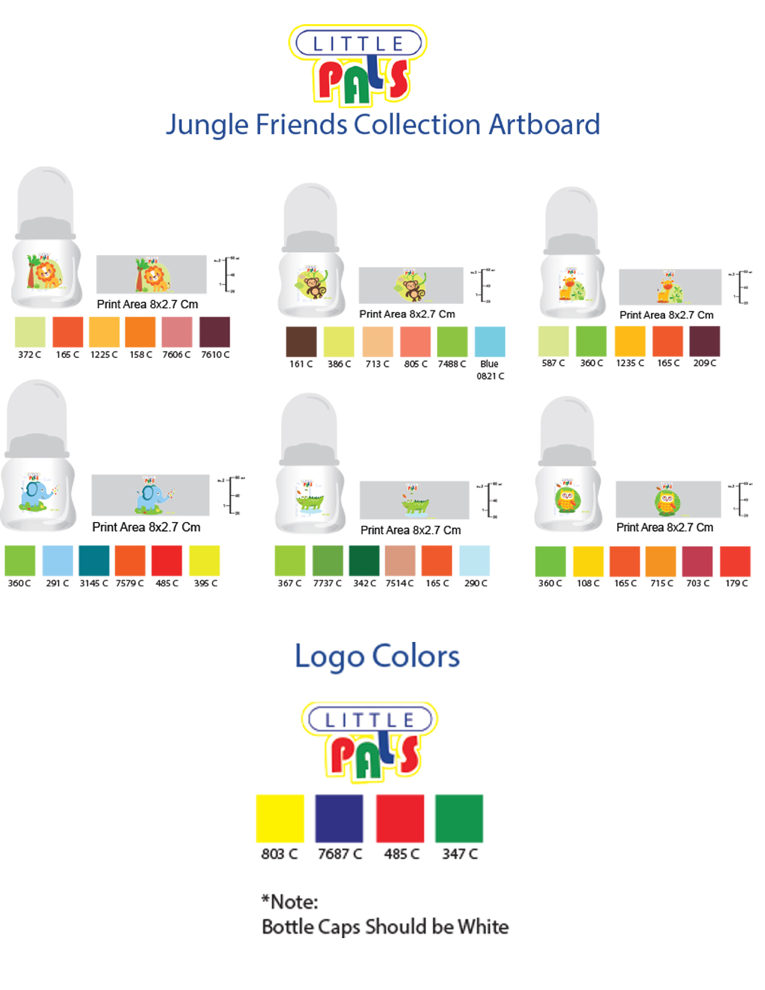 LITTLE
PALS
Jungle Friends Collection Artboard
Print Area 8x2.7 Cm
372 C 165 C 1225 C 158 C 7606 C 7610 C
Print Area 8x2.7 Cm
161 C 386 C 713 C 805 C 7488 C Blue
0821 C
Print Area 8x2.7 Cm
587 C 360 C 1235 C 165 C 209 C
Print Area 8x2.7 Cm
360 C 291 C 3145 C 7579 C 485 C 395 C
Print Area 8x2.7 Cm
367 C 7737 C 342 C 7514 C 165 C 290 C
Print Area 8x2.7 Cm
360 C 108 C 165 C 715 C 703 C 179 C
Logo Colors
LITTLE
PALS
803 C 7687 C 485 C 347 C
*Note:
Bottle Caps Should be White